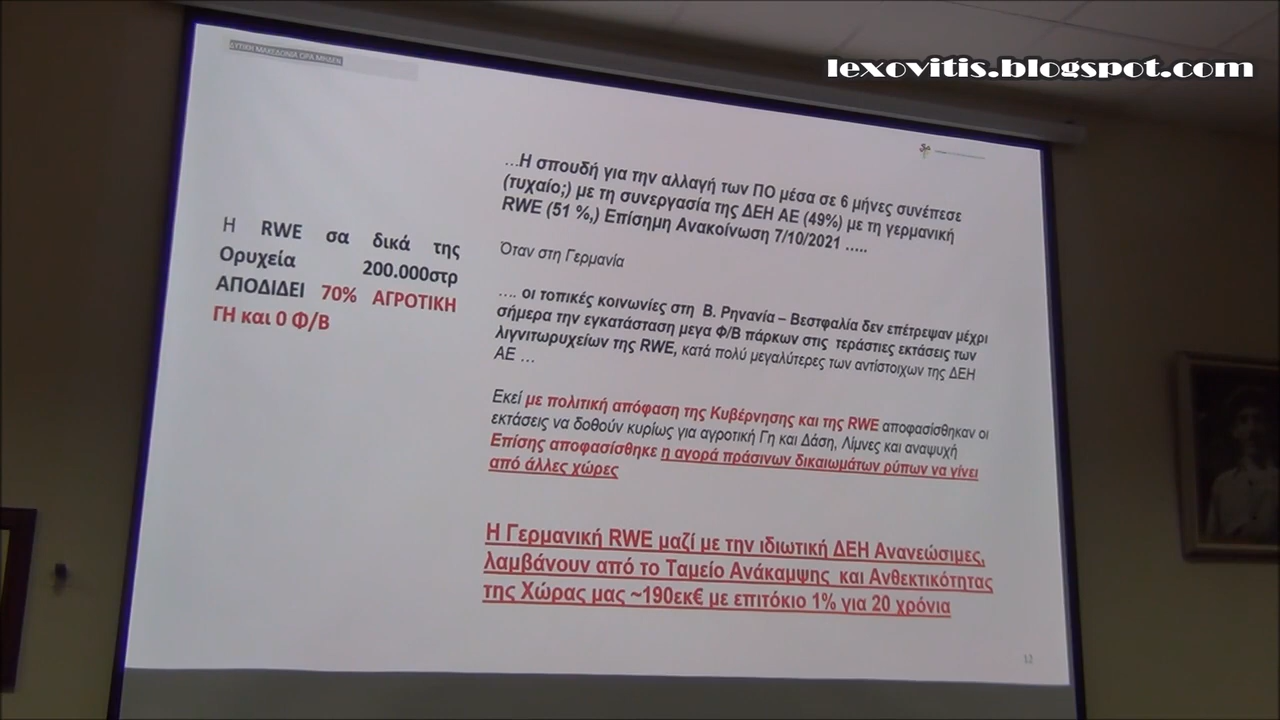 lexovitis.blogspot.com
ΔΥΤΙΚΗ ΜΑΚΕΔΟΝΙΑ ΩΡΑ ΜΗΔΕΝ
Η RWE σα δικά της
Ορυχεία 200.000στρ
ΑΠΟΔΙΔΕΙ 70% ΑΓΡΟΤΙΚΗ
ΓΗ και 0 Φ/Β
…Η σπουδή για την αλλαγή των ΠΟ μέσα σε 6 μήνες συνέπεσε
(τυχαίο;) με τη συνεργασία της ΔΕΗ ΑΕ (49%) με τη γερμανική
RWE (51 %,) Επίσημη Ανακοίνωση 7/10/2021 …..
Όταν στη Γερμανία
…. οι τοπικές κοινωνίες στη Β. Ρηνανία – Βεστφαλία δεν επέτρεψαν μέχρι
σήμερα την εγκατάσταση μεγα Φ/Β πάρκων στις τεράστιες εκτάσεις των
λιγνιτωρυχείων της RWE, κατά πολύ μεγαλύτερες των αντίστοιχων της ΔΕΗ
ΑΕ …
Εκεί με πολιτική απόφαση της Κυβέρνησης και της RWE αποφασίσθηκαν οι
εκτάσεις να δοθούν κυρίως για αγροτική Γη και Δάση, Λίμνες και αναψυχή
Επίσης αποφασίσθηκε η αγορά πράσινων δικαιωμάτων ρύπων να γίνει
από άλλες χώρες
Η Γερμανική RWE μαζί με την ιδιωτική ΔΕΗ Ανανεώσιμες,
λαμβάνουν από το Ταμείο Ανάκαμψης και Ανθεκτικότητας
της Χώρας μας ~190εκ€ με επιτόκιο 1% για 20 χρόνια